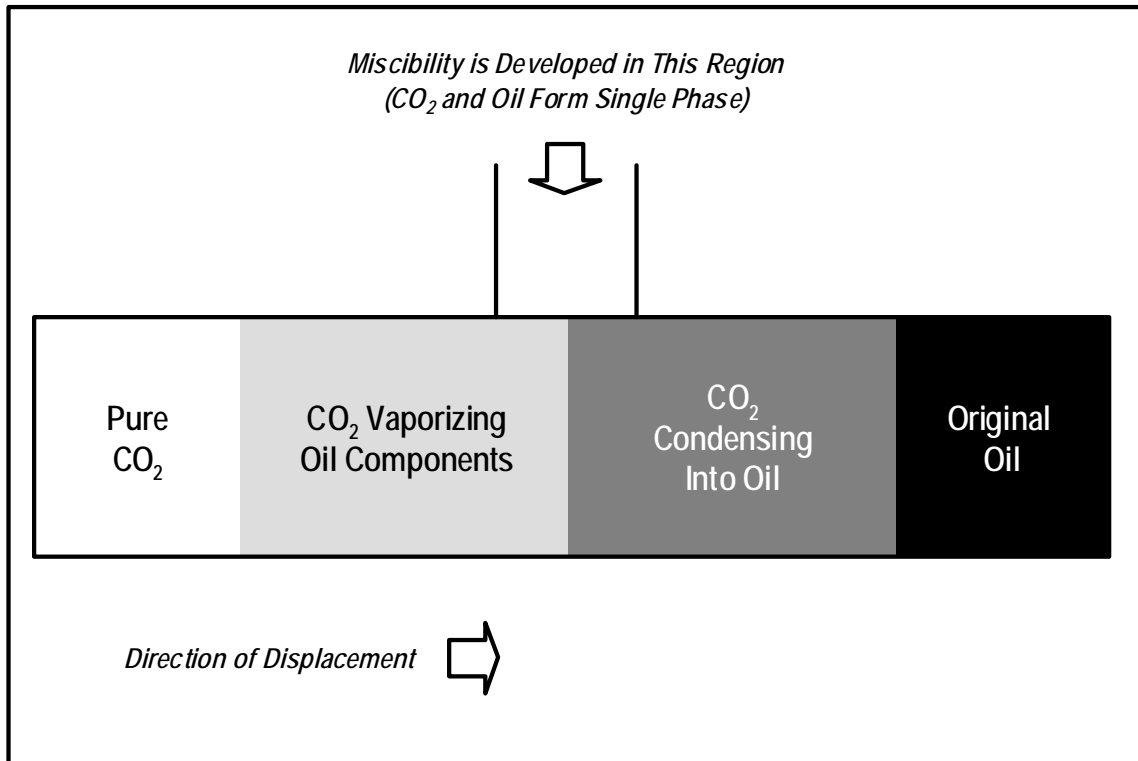 Miscibility is Developed in This Region
(CO₂ and Oil Form Single Phase)
Pure
CO₂
CO₂ Vaporizing
Oil Components
CO₂
Condensing
Into Oil
Original
Oil
Direction of Displacement